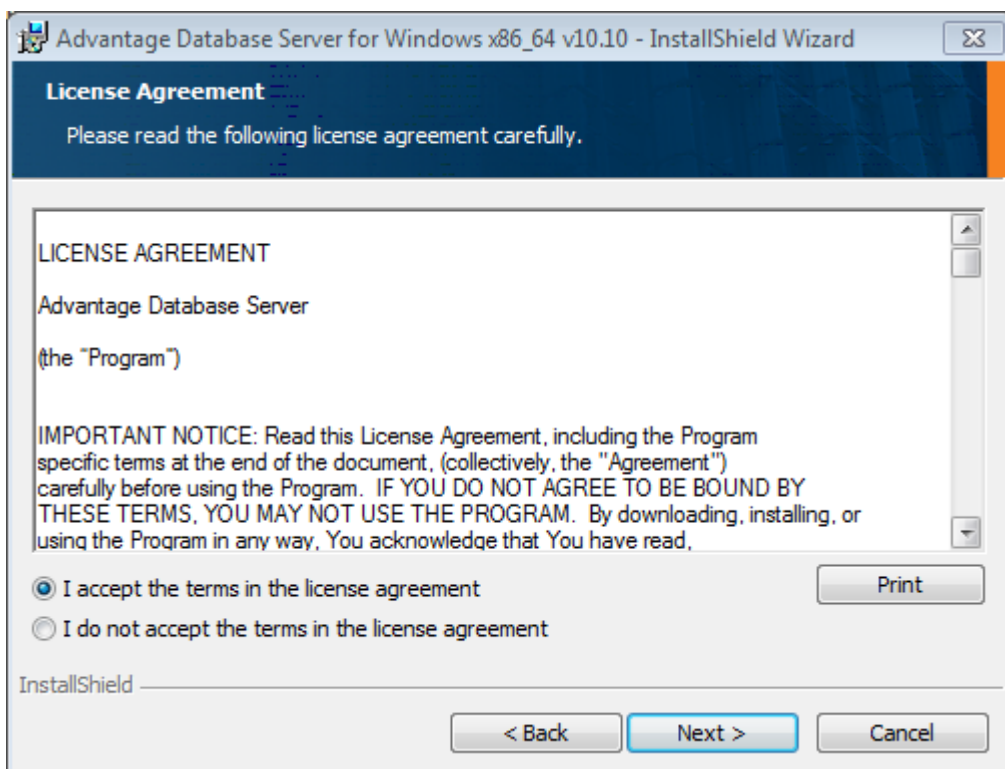 Advantage Database Server for Windows x86_64 v10.10 - InstallShield Wizard
License Agreement
Please read the following license agreement carefully.
LICENSE AGREEMENT
Advantage Database Server
(the "Program")
IMPORTANT NOTICE: Read this License Agreement, including the Program
specific terms at the end of the document, (collectively, the "Agreement")
carefully before using the Program.  IF YOU DO NOT AGREE TO BE BOUND BY
THESE TERMS, YOU MAY NOT USE THE PROGRAM.  By downloading, installing, or
using the Program in any way, You acknowledge that You have read,
I accept the terms in the license agreement
Print
I do not accept the terms in the license agreement
InstallShield
< Back
Next >
Cancel